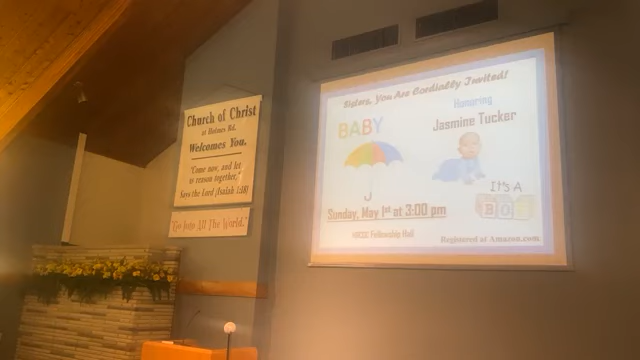 Church of Christ
at Holmes Rd.
Welcomes You.
"Come now, and let
us reason together,"
Says the Lord (Isaiah 1:18)
"Go Into All The World."
Sisters, You Are Cordially Invited!
Honoring
Jasmine Tucker
BABY
IT'S A
BOY
Sunday, May 1st at 3:00 pm
Fellowship Hall
Registered at Amazon.com